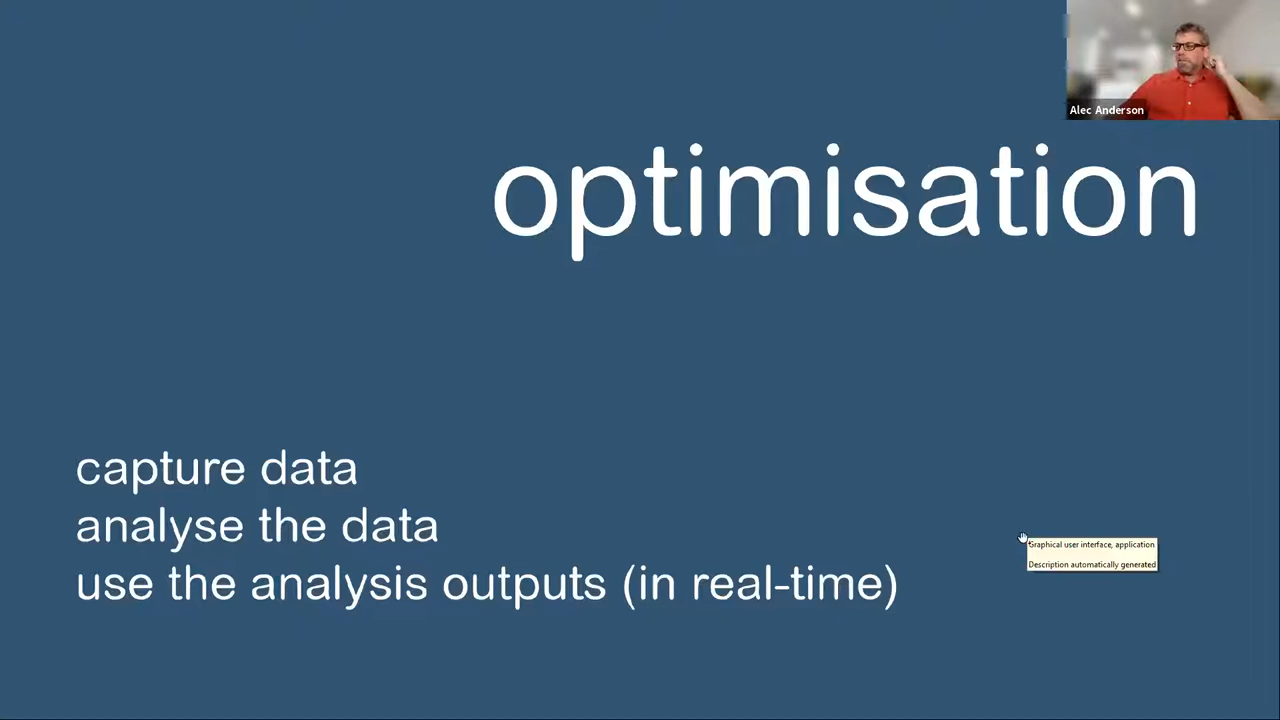 Alec Anderson
optimisation
capture data
analyse the data
use the analysis outputs (in real-time)
Graphical user interface, application
Description automatically generated